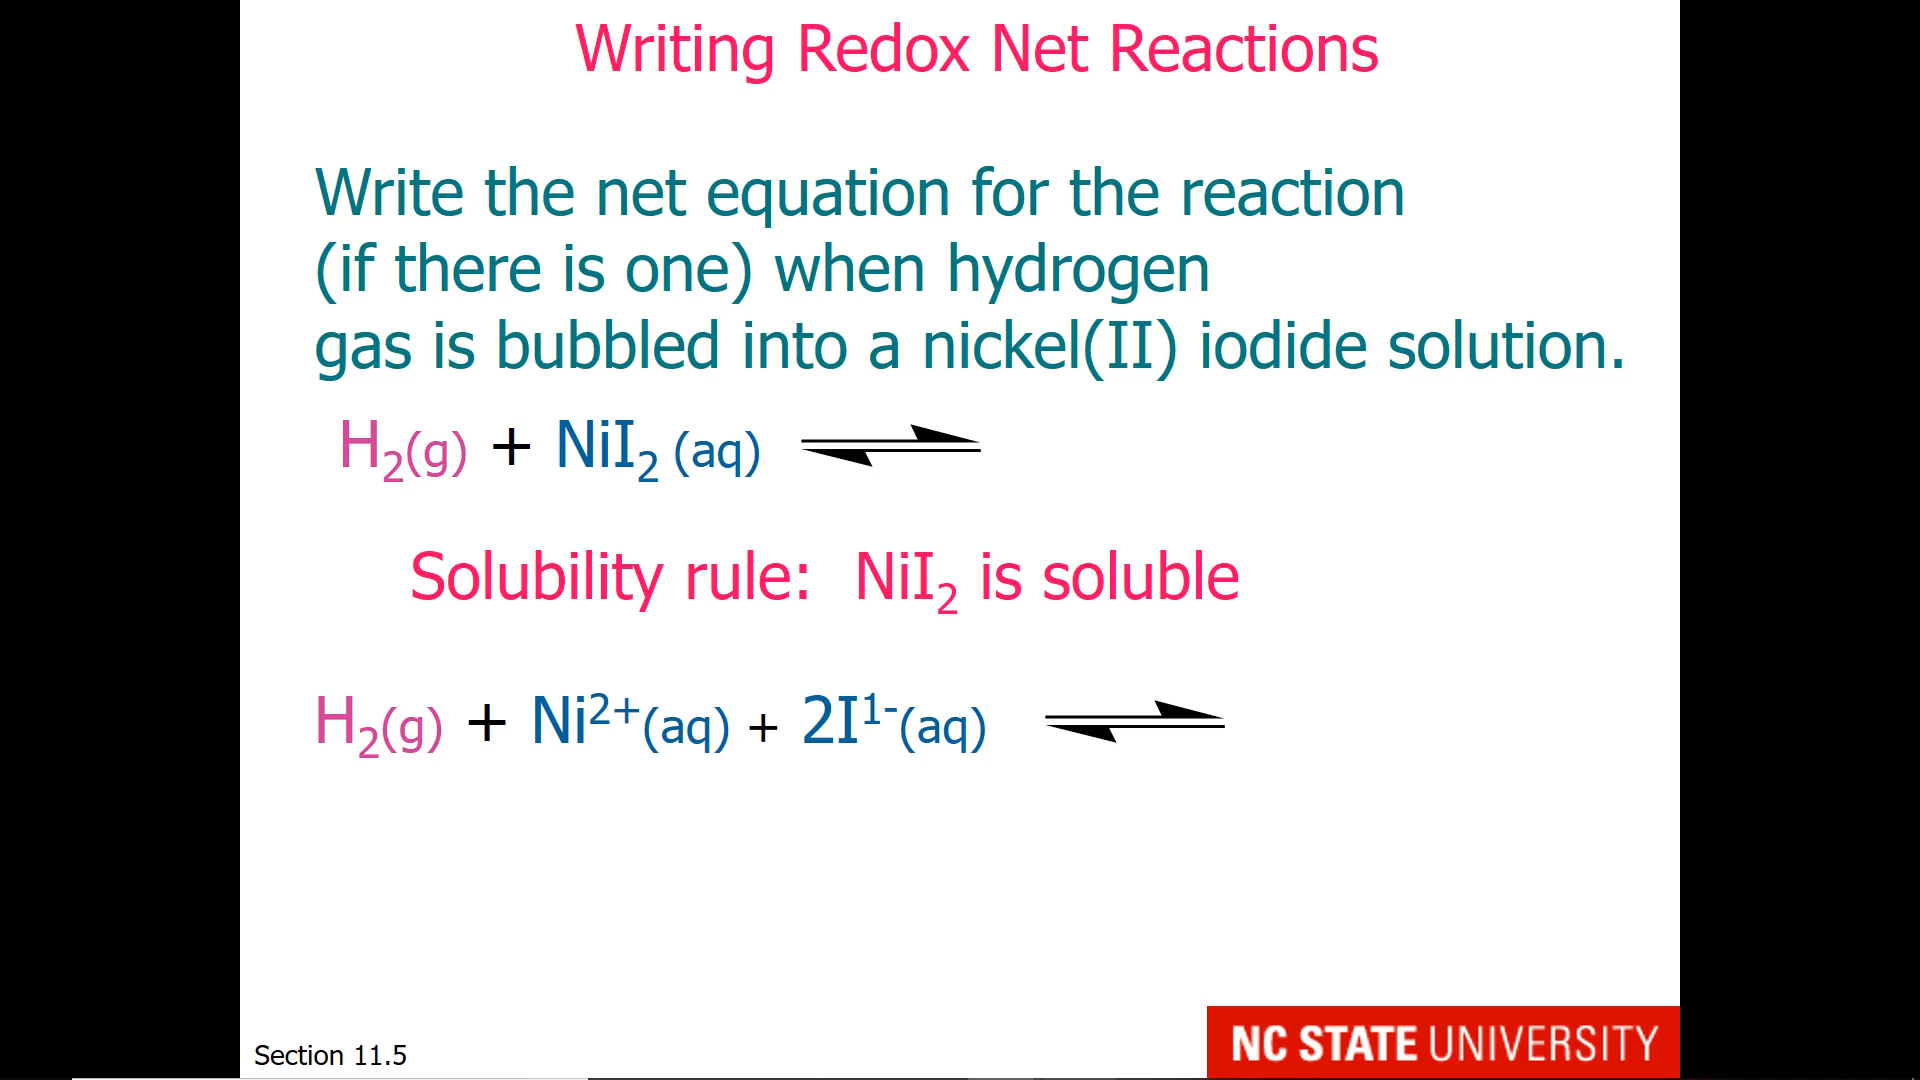 Writing Redox Net Reactions
Write the net equation for the reaction
(if there is one) when hydrogen
gas is bubbled into a nickel(II) iodide solution.
H₂(g) + NiI₂ (aq) ⇌
Solubility rule: NiI₂ is soluble
H₂(g) + Ni²⁺(aq) + 2I¹⁻(aq) ⇌
Section 11.5
NC STATE UNIVERSITY